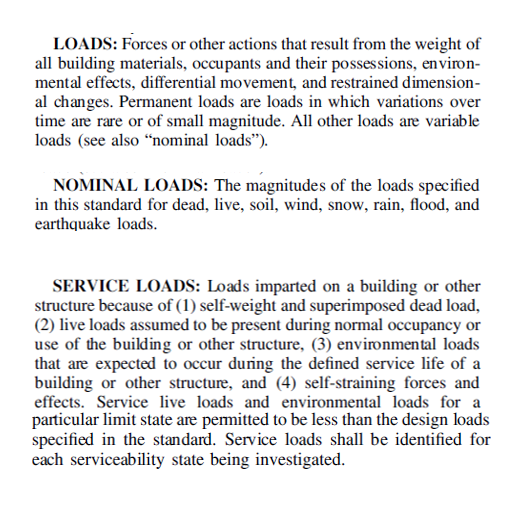 LOADS: Forces or other actions that result from the weight of
all building materials, occupants and their possessions, environ-
mental effects, differential movement, and restrained dimension-
al changes. Permanent loads are loads in which variations over
time are rare or of small magnitude. All other loads are variable
loads (see also “nominal loads”).
NOMINAL LOADS: The magnitudes of the loads specified
in this standard for dead, live, soil, wind, snow, rain, flood, and
earthquake loads.
SERVICE LOADS: Loads imparted on a building or other
structure because of (1) self-weight and superimposed dead load,
(2) live loads assumed to be present during normal occupancy or
use of the building or other structure, (3) environmental loads
that are expected to occur during the defined service life of a
building or other structure, and (4) self-straining forces and
effects. Service live loads and environmental loads for a
particular limit state are permitted to be less than the design loads
specified in the standard. Service loads shall be identified for
each serviceability state being investigated.